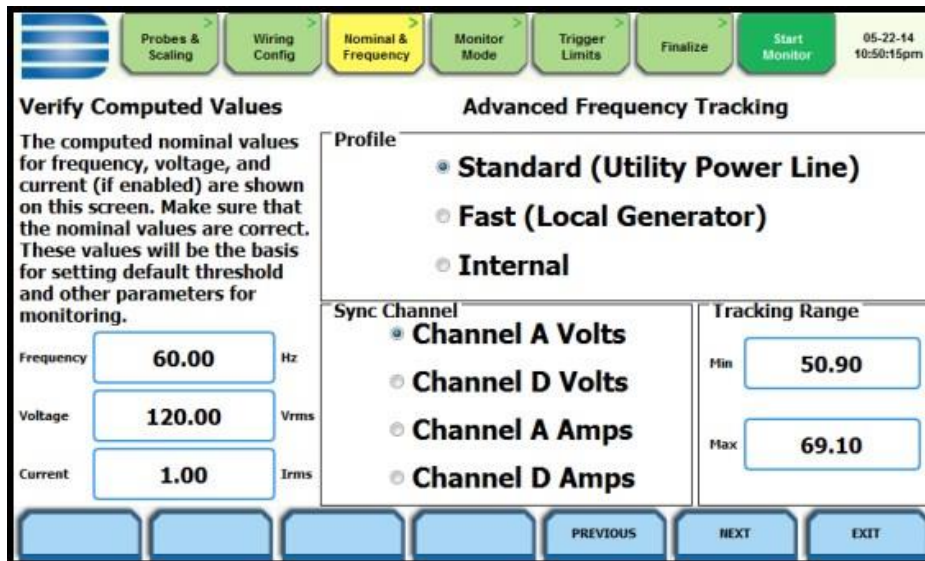 Probes &
Scaling
>
Wiring
Config
>
Nominal &
Frequency
>
Monitor
Mode
>
Trigger
Limits
>
Finalize
>
Start
Monitor
05-22-14
10:50:15pm
Verify Computed Values
The computed nominal values
for frequency, voltage, and
current (if enabled) are shown
on this screen. Make sure that
the nominal values are correct.
These values will be the basis
for setting default threshold
and other parameters for
monitoring.
Frequency 60.00 Hz
Voltage 120.00 Vrms
Current 1.00 Irms
Advanced Frequency Tracking
Profile
Standard (Utility Power Line)
Fast (Local Generator)
Internal
Sync Channel
Channel A Volts
Channel D Volts
Channel A Amps
Channel D Amps
Tracking Range
Min 50.90
Max 69.10
PREVIOUS
NEXT
EXIT